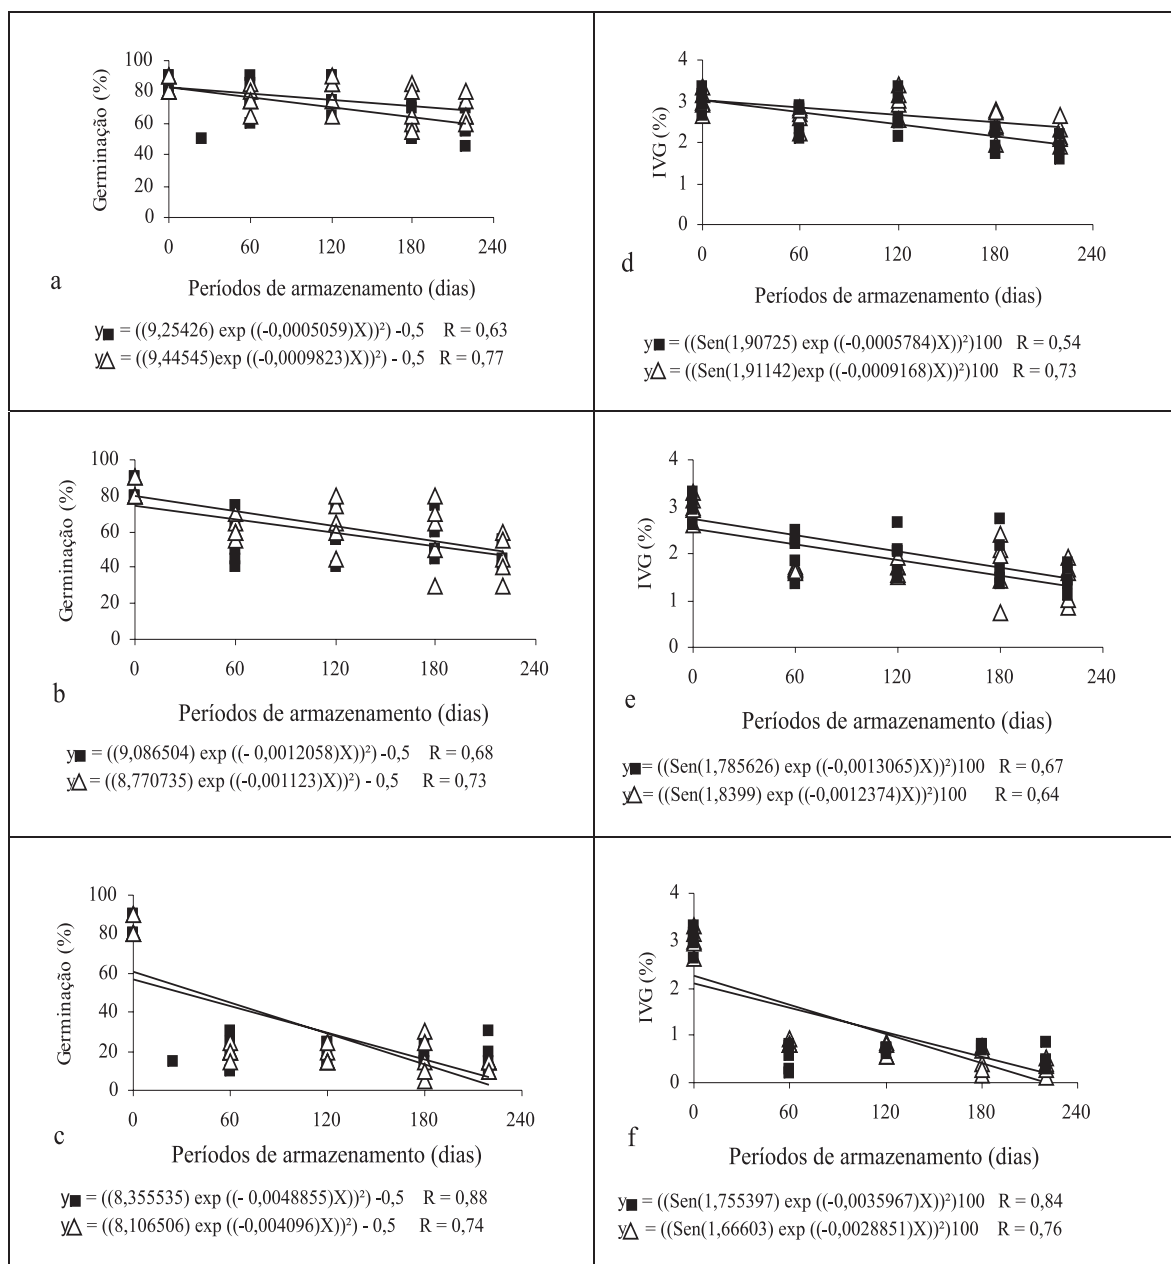 Germinação (%)
100
80
60
40
20
0
0 60 120 180 240
a
Períodos de armazenamento (dias)
y■ = ((9,25426) exp ((-0,0005059)X))²) -0,5 R = 0,63
y△ = ((9,44545)exp ((-0,0009823)X))²) - 0,5 R = 0,77
IVG (%)
4
3
2
1
0
0 60 120 180 240
d
Períodos de armazenamento (dias)
y■ = ((Sen(1,90725) exp ((-0,0005784)X))²)100 R = 0,54
y△ = ((Sen(1,91142)exp ((-0,0009168)X))²)100 R = 0,73
Germinação (%)
100
80
60
40
20
0
0 60 120 180 240
b
Períodos de armazenamento (dias)
y■ = ((9,086504) exp ((- 0,0012058)X))²) -0,5 R = 0,68
y△ = ((8,770735) exp ((-0,001123)X))²) - 0,5 R = 0,73
IVG (%)
4
3
2
1
0
0 60 120 180 240
e
Períodos de armazenamento (dias)
y■ = ((Sen(1,785626) exp ((-0,0013065)X))²)100 R = 0,67
y△ = ((Sen(1,8399) exp ((-0,0012374)X))²)100 R = 0,64
Germinação (%)
100
80
60
40
20
0
0 60 120 180 240
c
Períodos de armazenamento (dias)
y■ = ((8,355535) exp ((- 0,0048855)X))²) -0,5 R = 0,88
y△ = ((8,106506) exp ((-0,004096)X))²) - 0,5 R = 0,74
IVG (%)
4
3
2
1
0
0 60 120 180 240
f
Períodos de armazenamento (dias)
y■ = ((Sen(1,755397) exp ((-0,0035967)X))²)100 R = 0,84
y△ = ((Sen(1,66603) exp ((-0,0028851)X))²)100 R = 0,76